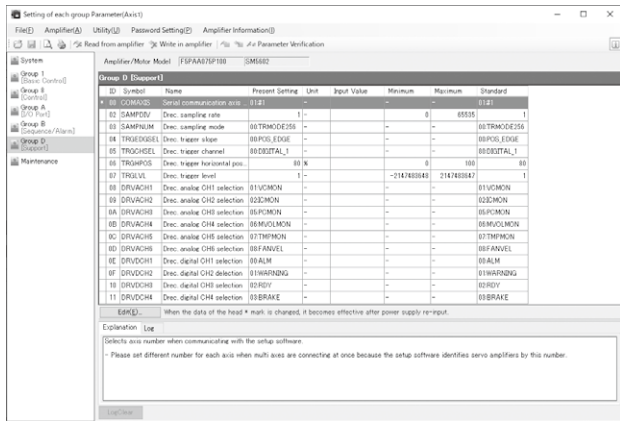 Setting of each group Parameter(Axis1)
File(F) Amplifier(A) Utility(U) Password Setting(P) Amplifier Information(I)
Read from amplifier Write in amplifier Parameter Verification
System
Group 1
[Basic Control]
Group 8
[Control]
Group A
[I/O Port]
Group B
[Sequence/Alarm]
Group D
[Support]
Maintenance
Amplifier/Motor Model
Group D [Support]
ID Symbol Name Present Setting Unit Input Value Minimum Maximum Standard
* 00 COMAXIS Serial communication axis ... 01:#1 - - - 01:#1
02 SAMPDIV Drec. sampling rate 1 - 0 65535 1
03 SAMPNUM Drec. sampling mode 00:TRMODE256 - - - 00:TRMODE256
04 TRGEDGSEL Drec. trigger slope 00:POS_EDGE - - - 00:POS_EDGE
05 TRGCHSEL Drec. trigger channel 00:DIGITAL_1 - - - 00:DIGITAL_1
06 TRGHPOS Drec. trigger horizontal pos... 80 % 0 100 80
07 TRGLVL Drec. trigger level 1 - -2147483648 2147483647 1
08 DRVACH1 Drec. analog CH1 selection 01:VCMON - - - 01:VCMON
09 DRVACH2 Drec. analog CH2 selection 02:ICMON - - - 02:ICMON
0A DRVACH3 Drec. analog CH3 selection 05:PCMON - - - 05:PCMON
0B DRVACH4 Drec. analog CH4 selection 06:MVOLMON - - - 06:MVOLMON
0C DRVACH5 Drec. analog CH5 selection 07:TMPMON - - - 07:TMPMON
0D DRVACH6 Drec. analog CH6 selection 08:FANVEL - - - 08:FANVEL
0E DRVDCH1 Drec. digital CH1 selection 00:ALM - - - 00:ALM
0F DRVDCH2 Drec. digital CH2 delection 01:WARNING - - - 01:WARNING
10 DRVDCH3 Drec. digital CH3 selection 02:RDY - - - 02:RDY
11 DRVDCH4 Drec. digital CH4 selection 03:BRAKE - - - 03:BRAKE
Edit(E)... When the data of the head * mark is changed, it becomes effective after power supply re-input.
Explanation Log
Selects axis number when communicating with the setup software.
- Please set different number for each axis when multi axes are connecting at once because the setup software identifies servo amplifiers by this number.
LogClear